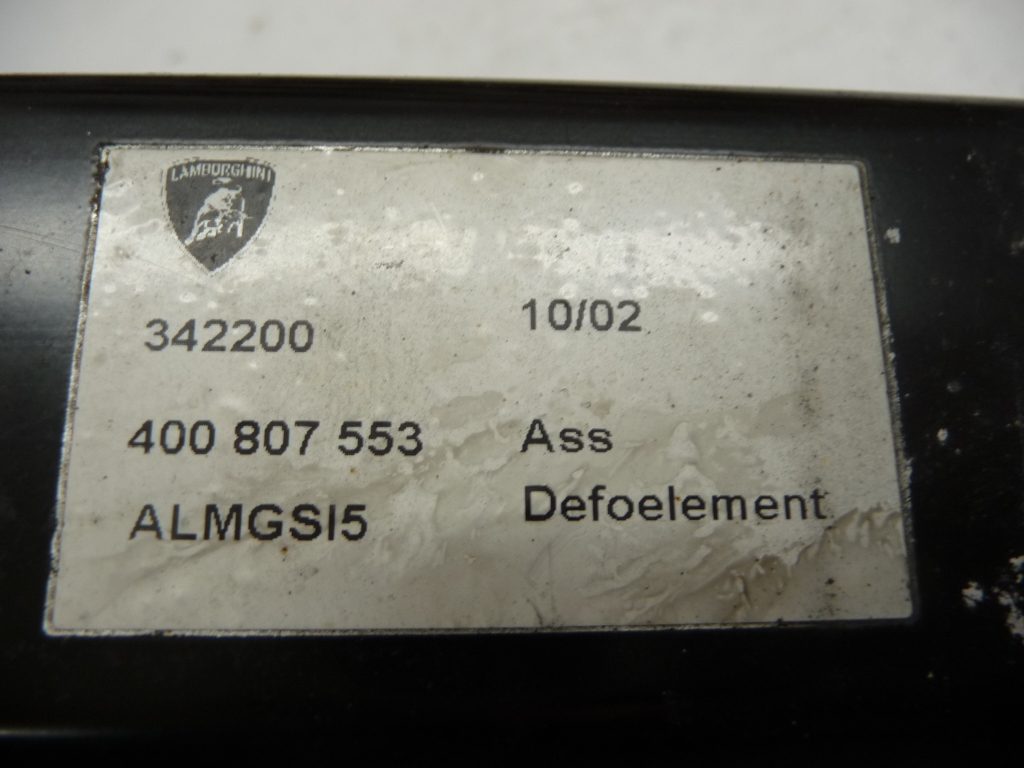 LAMBORGHINI
342200 10/02
400 807 553 Ass
ALMGSI5 Defoelement